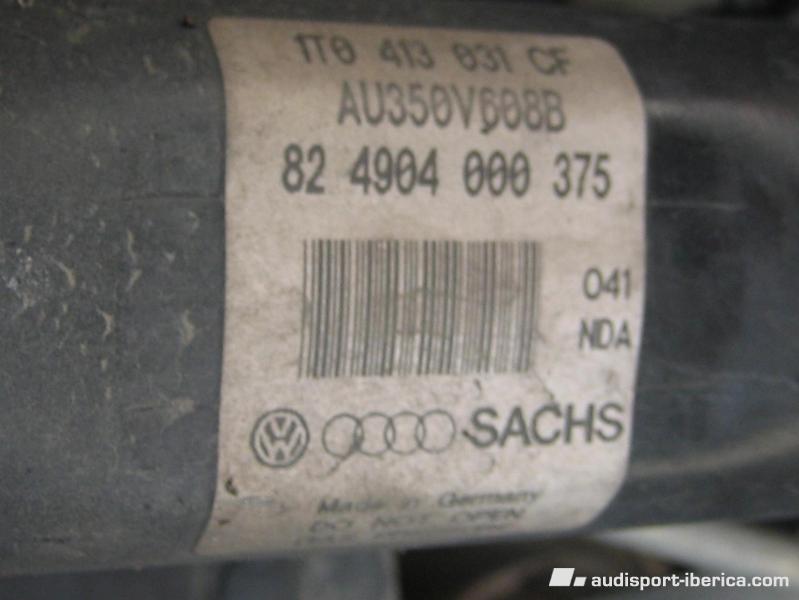 1T0 413 031 CF
AU350V608B
82 4904 000 375
041
NDA
SACHS
Made in Germany
DO NOT OPEN
audisport-iberica.com